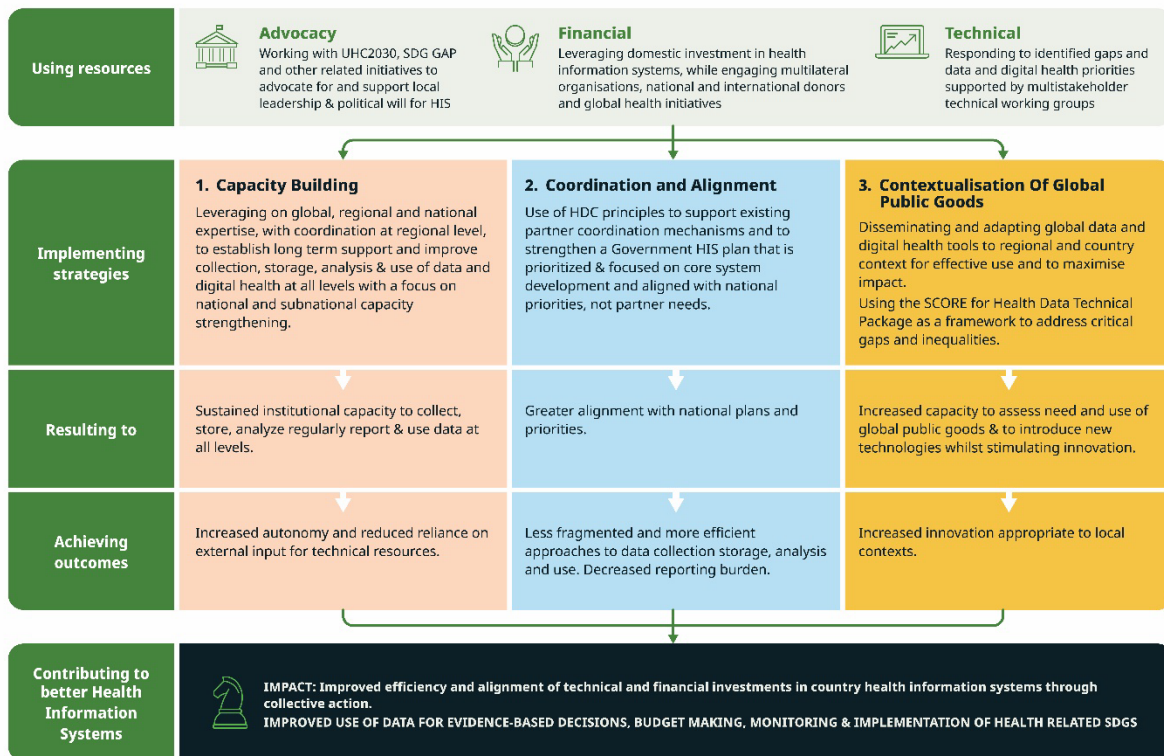 Using resources
Advocacy
Working with UHC2030, SDG GAP
and other related initiatives to
advocate for and support local
leadership & political will for HIS
Financial
Leveraging domestic investment in health
information systems, while engaging multilateral
organisations, national and international donors
and global health initiatives
Technical
Responding to identified gaps and
data and digital health priorities
supported by multistakeholder
technical working groups
Implementing
strategies
1. Capacity Building
Leveraging on global, regional and national
expertise, with coordination at regional level,
to establish long term support and improve
collection, storage, analysis & use of data and
digital health at all levels with a focus on
national and subnational capacity
strengthening.
2. Coordination and Alignment
Use of HDC principles to support existing
partner coordination mechanisms and to
strengthen a Government HIS plan that is
prioritized & focused on core system
development and aligned with national
priorities, not partner needs.
3. Contextualisation Of Global
Public Goods
Disseminating and adapting global data and
digital health tools to regional and country
context for effective use and to maximise
impact.
Using the SCORE for Health Data Technical
Package as a framework to address critical
gaps and inequalities.
Resulting to
Sustained institutional capacity to collect,
store, analyze regularly report & use data at
all levels.
Greater alignment with national plans and
priorities.
Increased capacity to assess need and use of
global public goods & to introduce new
technologies whilst stimulating innovation.
Achieving
outcomes
Increased autonomy and reduced reliance on
external input for technical resources.
Less fragmented and more efficient
approaches to data collection storage, analysis
and use. Decreased reporting burden.
Increased innovation appropriate to local
contexts.
Contributing to
better Health
Information
Systems
IMPACT: Improved efficiency and alignment of technical and financial investments in country health information systems through
collective action.
IMPROVED USE OF DATA FOR EVIDENCE-BASED DECISIONS, BUDGET MAKING, MONITORING & IMPLEMENTATION OF HEALTH RELATED SDGS